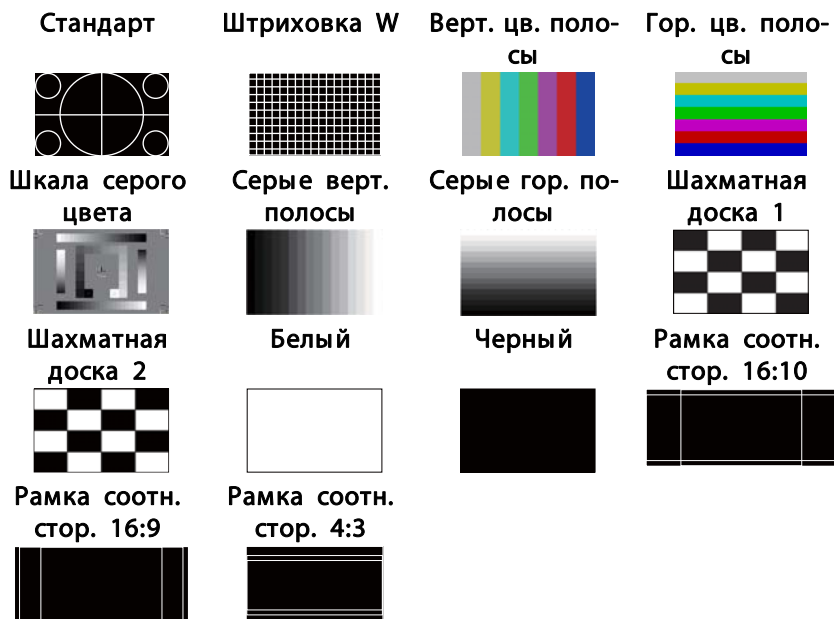 Стандарт Штриховка W Верт. цв. поло- Гор. цв. поло-
сы сы
Шкала серого Серые верт. Серые гор. по- Шахматная
цвета полосы лосы доска 1
Шахматная Белый Черный Рамка соотн.
доска 2 стор. 16:10
Рамка соотн. Рамка соотн.
стор. 16:9 стор. 4:3